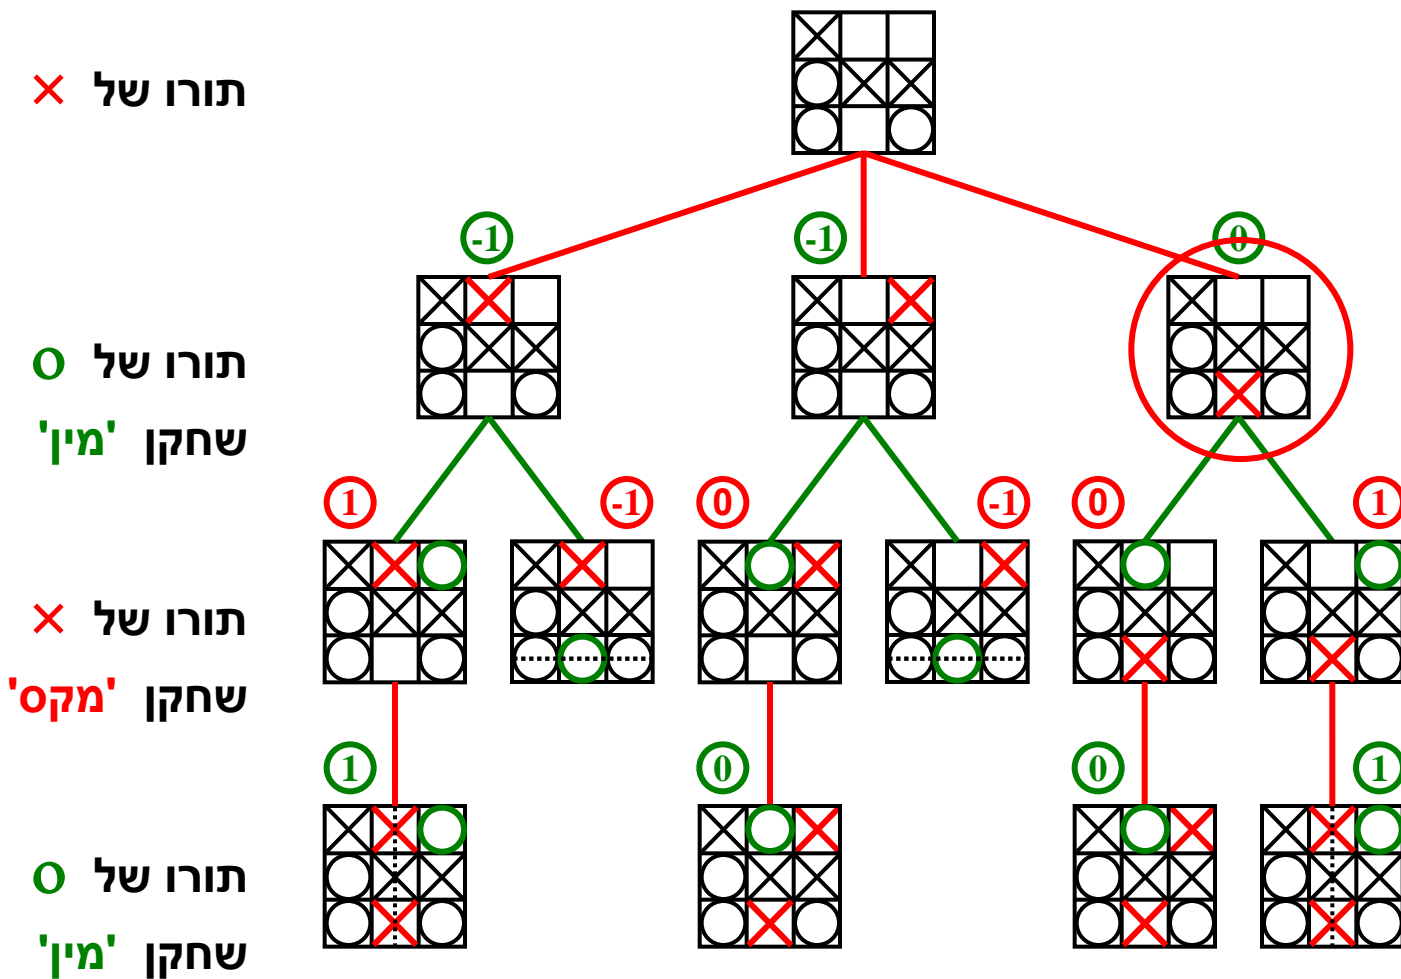 תורו של ×
-1 -1 0
תורו של O
שחקן 'מין'
1 -1 0 -1 0 1
תורו של ×
שחקן 'מקס'
1 0 0 1
תורו של O
שחקן 'מין'